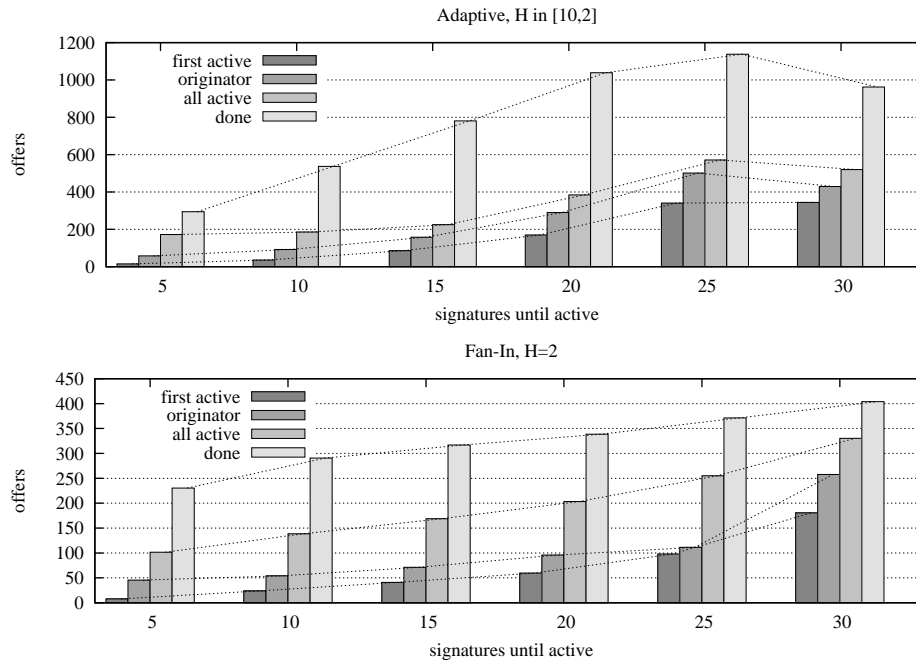 Adaptive, H in [10,2]
1200
1000
800
600
400
200
0
offers
first active
originator
all active
done
5 10 15 20 25 30
signatures until active
Fan-In, H=2
450
400
350
300
250
200
150
100
50
0
offers
first active
originator
all active
done
5 10 15 20 25 30
signatures until active